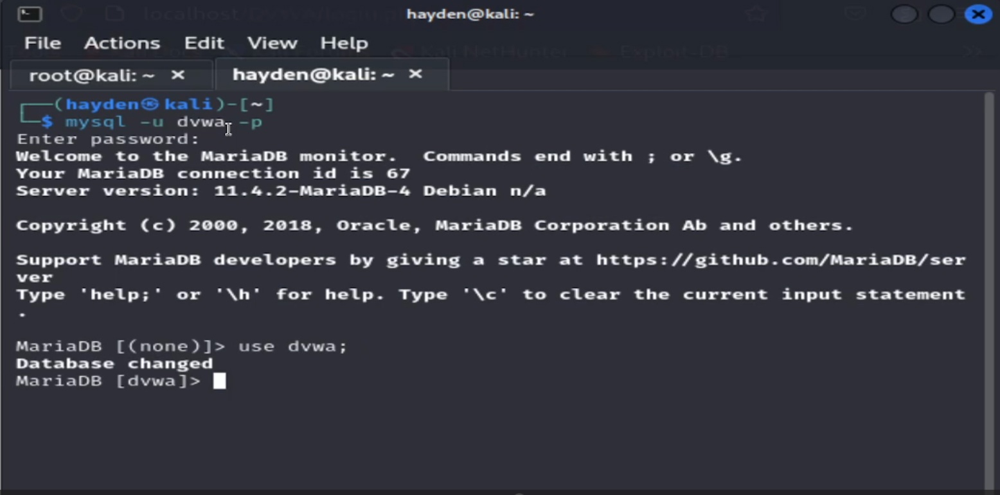 hayden@kali: ~
File Actions Edit View Help
root@kali: ~ × hayden@kali: ~ ×
(hayden㉿kali)-[~]
$ mysql -u dvwa -p
Enter password:
Welcome to the MariaDB monitor.  Commands end with ; or \g.
Your MariaDB connection id is 67
Server version: 11.4.2-MariaDB-4 Debian n/a
Copyright (c) 2000, 2018, Oracle, MariaDB Corporation Ab and others.
Support MariaDB developers by giving a star at https://github.com/MariaDB/ser
ver
Type 'help;' or '\h' for help. Type '\c' to clear the current input statement
.
MariaDB [(none)]> use dvwa;
Database changed
MariaDB [dvwa]>